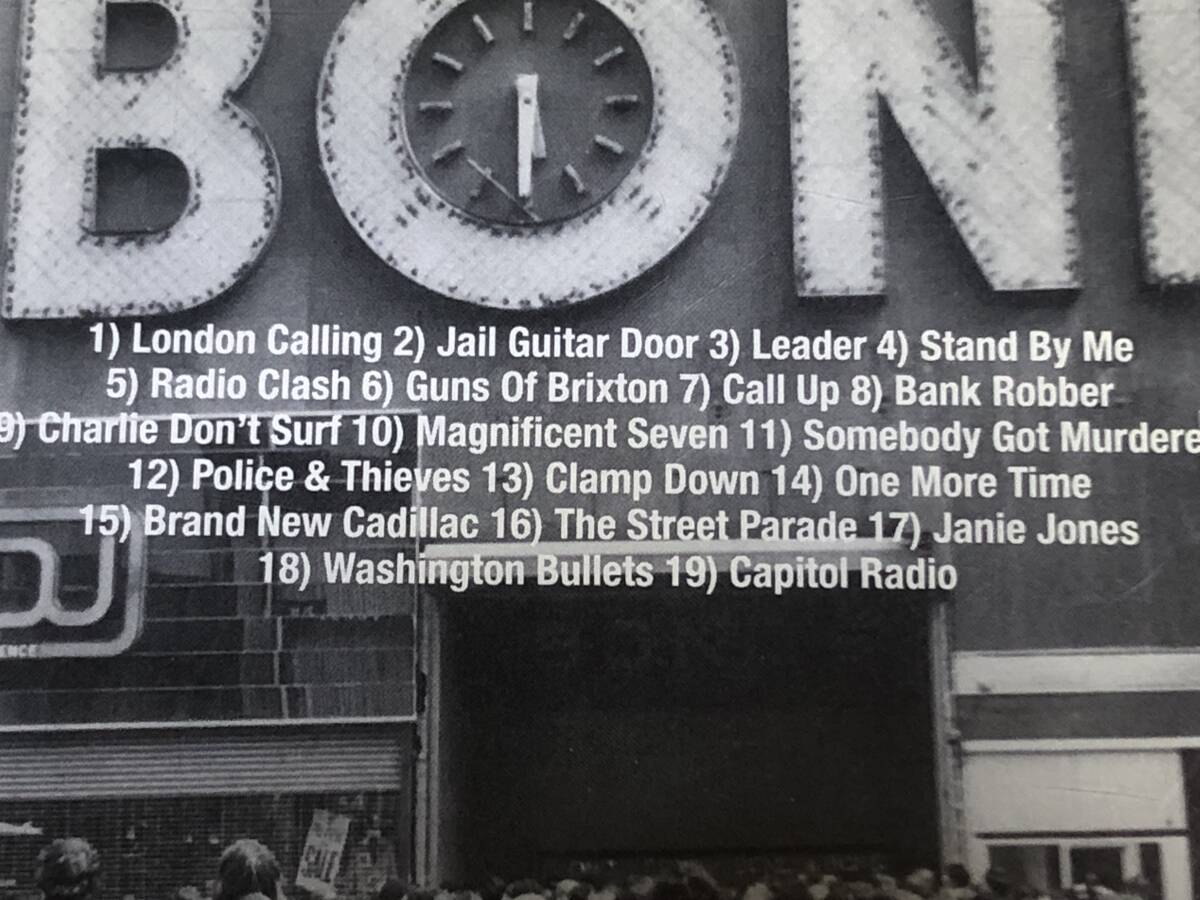 BON
1) London Calling 2) Jail Guitar Door 3) Leader 4) Stand By Me
5) Radio Clash 6) Guns Of Brixton 7) Call Up 8) Bank Robber
9) Charlie Don't Surf 10) Magnificent Seven 11) Somebody Got Murdere
12) Police & Thieves 13) Clamp Down 14) One More Time
15) Brand New Cadillac 16) The Street Parade 17) Janie Jones
18) Washington Bullets 19) Capitol Radio
ENCE